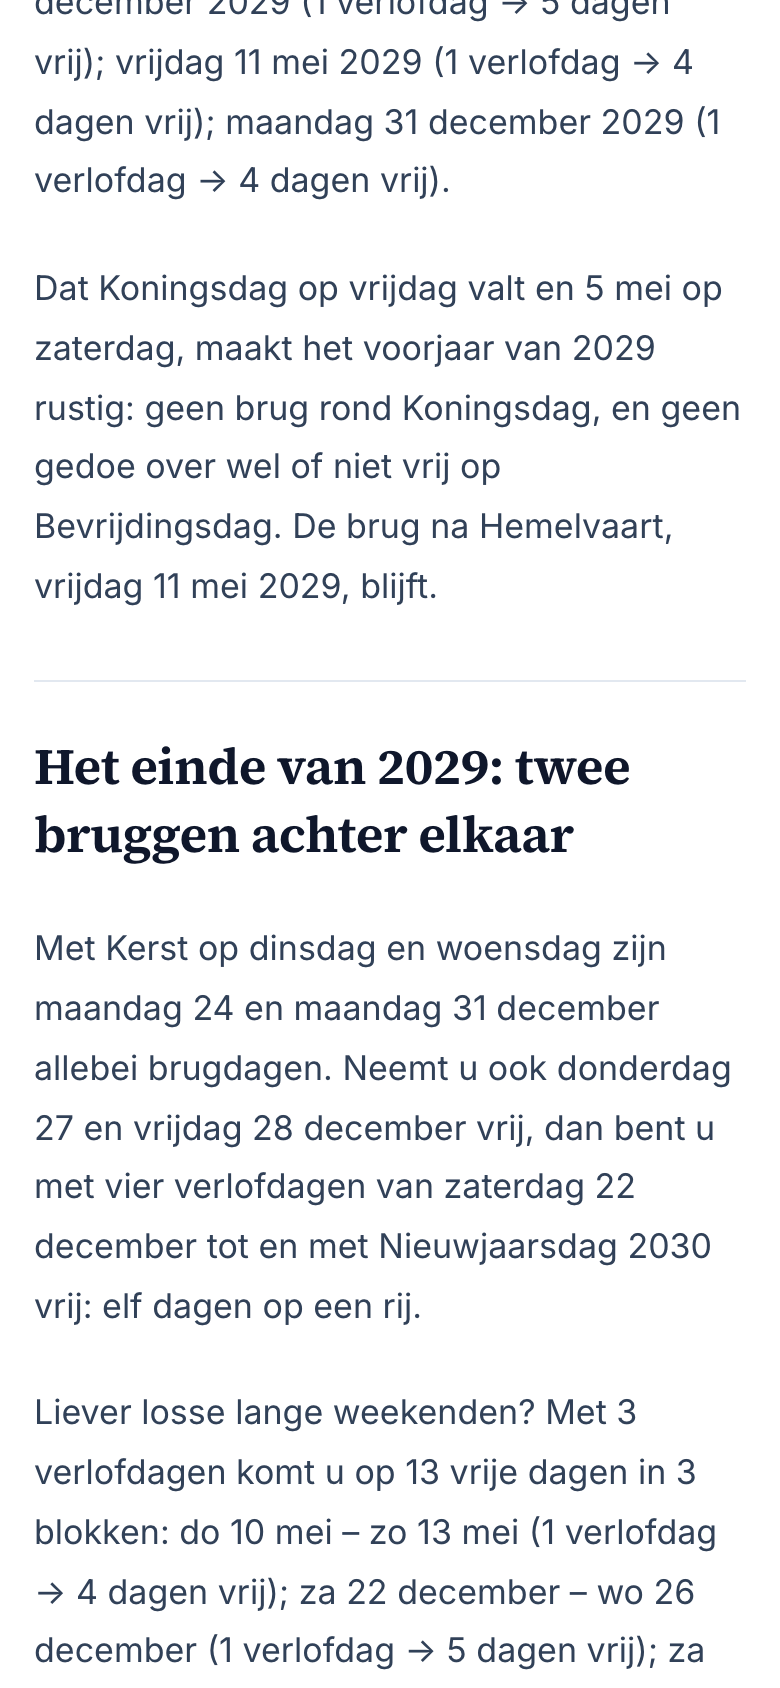 december 2029 (1 verlofdag → 5 dagen
vrij); vrijdag 11 mei 2029 (1 verlofdag → 4
dagen vrij); maandag 31 december 2029 (1
verlofdag → 4 dagen vrij).
Dat Koningsdag op vrijdag valt en 5 mei op
zaterdag, maakt het voorjaar van 2029
rustig: geen brug rond Koningsdag, en geen
gedoe over wel of niet vrij op
Bevrijdingsdag. De brug na Hemelvaart,
vrijdag 11 mei 2029, blijft.
Het einde van 2029: twee
bruggen achter elkaar
Met Kerst op dinsdag en woensdag zijn
maandag 24 en maandag 31 december
allebei brugdagen. Neemt u ook donderdag
27 en vrijdag 28 december vrij, dan bent u
met vier verlofdagen van zaterdag 22
december tot en met Nieuwjaarsdag 2030
vrij: elf dagen op een rij.
Liever losse lange weekenden? Met 3
verlofdagen komt u op 13 vrije dagen in 3
blokken: do 10 mei – zo 13 mei (1 verlofdag
→ 4 dagen vrij); za 22 december – wo 26
december (1 verlofdag → 5 dagen vrij); za